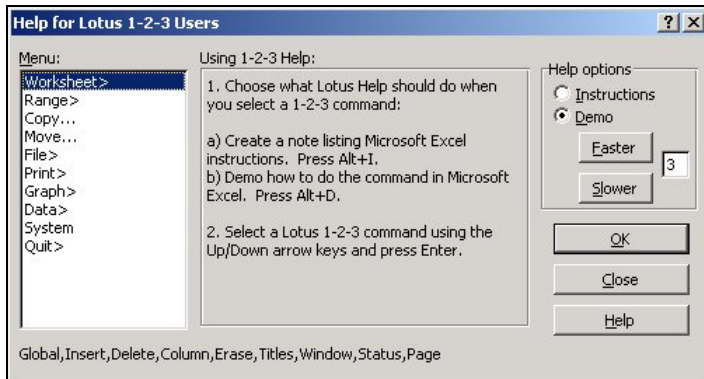 Help for Lotus 1-2-3 Users
Menu:
Worksheet>
Range>
Copy...
Move...
File>
Print>
Graph>
Data>
System
Quit>
Using 1-2-3 Help:
1. Choose what Lotus Help should do when
you select a 1-2-3 command:
a) Create a note listing Microsoft Excel
instructions. Press Alt+I.
b) Demo how to do the command in Microsoft
Excel. Press Alt+D.
2. Select a Lotus 1-2-3 command using the
Up/Down arrow keys and press Enter.
Help options
Instructions
Demo
Faster
3
Slower
OK
Close
Help
Global,Insert,Delete,Column,Erase,Titles,Window,Status,Page